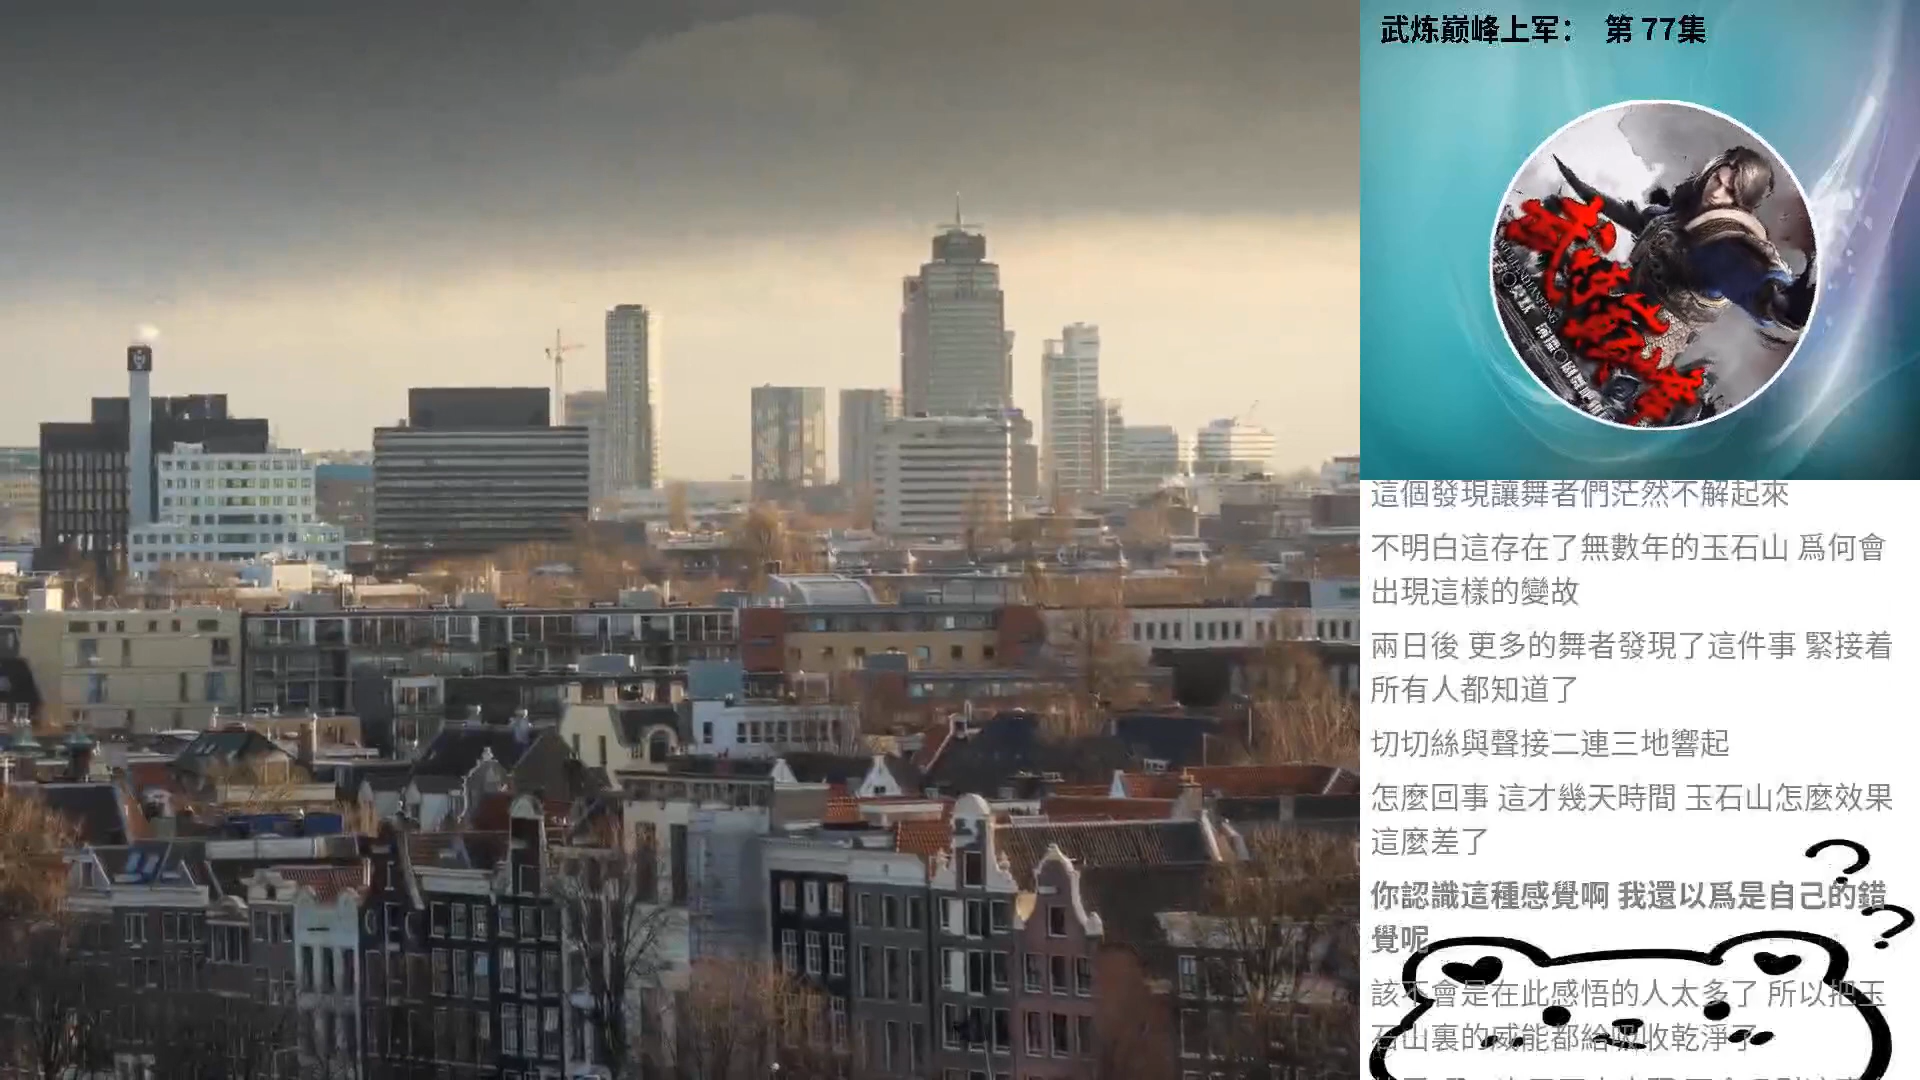 武炼巅峰上军： 第 77集
這個發現讓舞者們茫然不解起來
不明白這存在了無數年的玉石山 爲何會
出現這樣的變故
兩日後 更多的舞者發現了這件事 緊接着
所有人都知道了
切切絲與聲接二連三地響起
怎麼回事 這才幾天時間 玉石山怎麼效果
這麼差了
你認識這種感覺啊 我還以爲是自己的錯
覺呢
該不會是在此感悟的人太多了 所以把玉
石山裏的威能都給吸收乾淨了